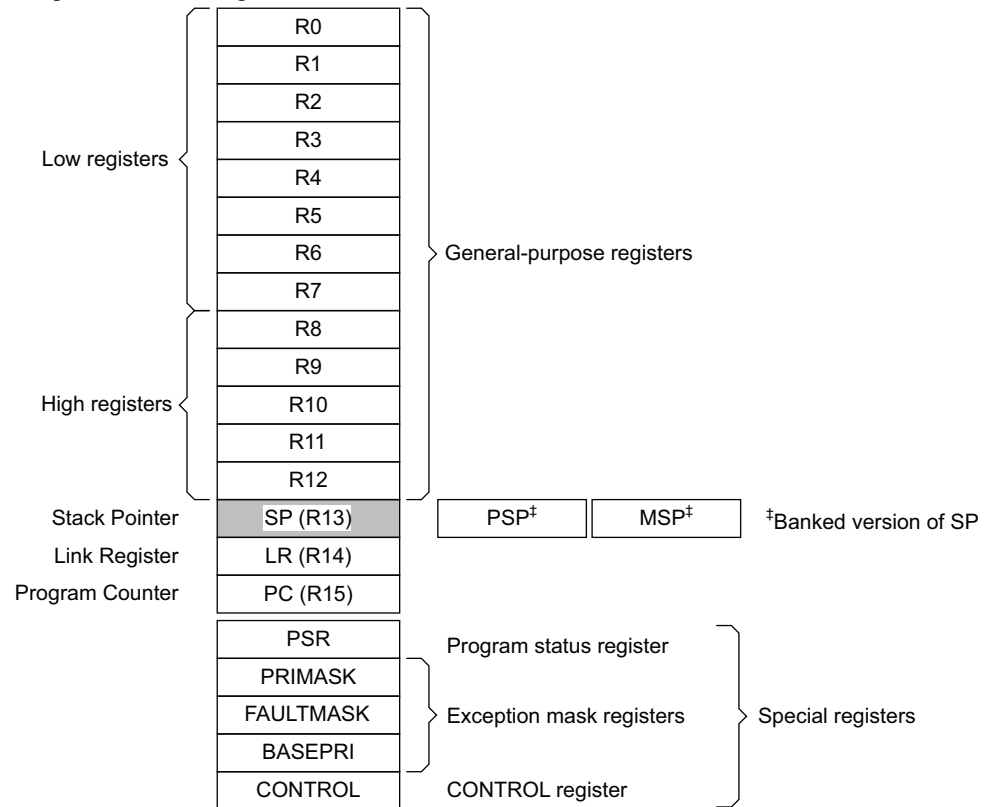 R0
R1
R2
R3
Low registers
R4
R5
R6
General-purpose registers
R7
R8
R9
High registers
R10
R11
R12
Stack Pointer
SP (R13)
PSP‡
MSP‡
‡Banked version of SP
Link Register
LR (R14)
Program Counter
PC (R15)
PSR
Program status register
PRIMASK
FAULTMASK
Exception mask registers
Special registers
BASEPRI
CONTROL
CONTROL register